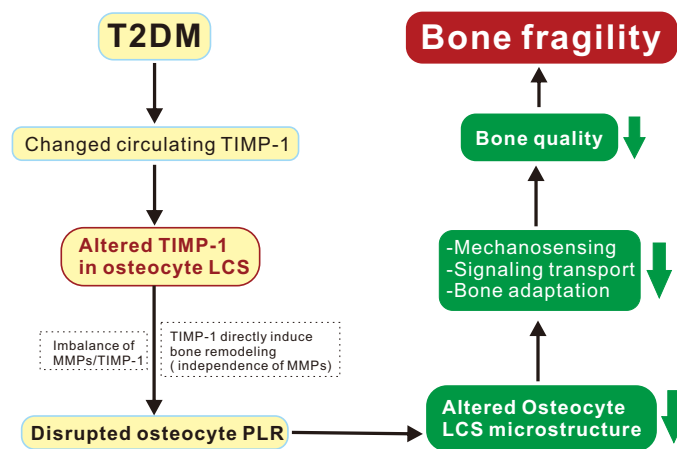 T2DM
Changed circulating TIMP-1
Altered TIMP-1
in osteocyte LCS
Imbalance of
MMPs/TIMP-1
TIMP-1 directly induce
bone remodeling
( independence of MMPs)
Disrupted osteocyte PLR
Altered Osteocyte
LCS microstructure
-Mechanosensing
-Signaling transport
-Bone adaptation
Bone quality
Bone fragility